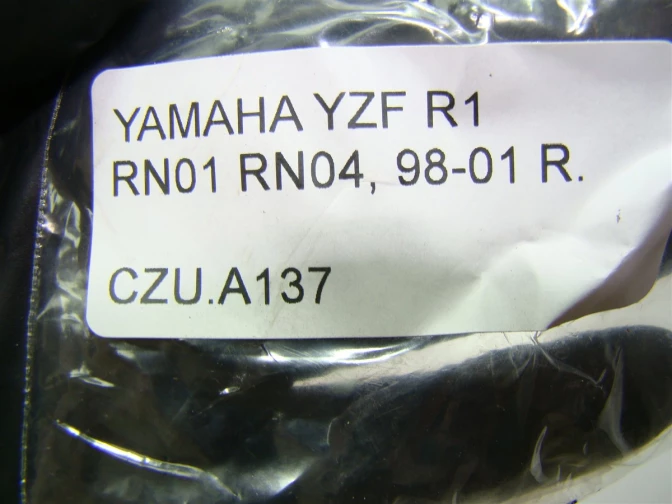 YAMAHA YZF R1
RN01 RN04, 98-01 R.
CZU.A137